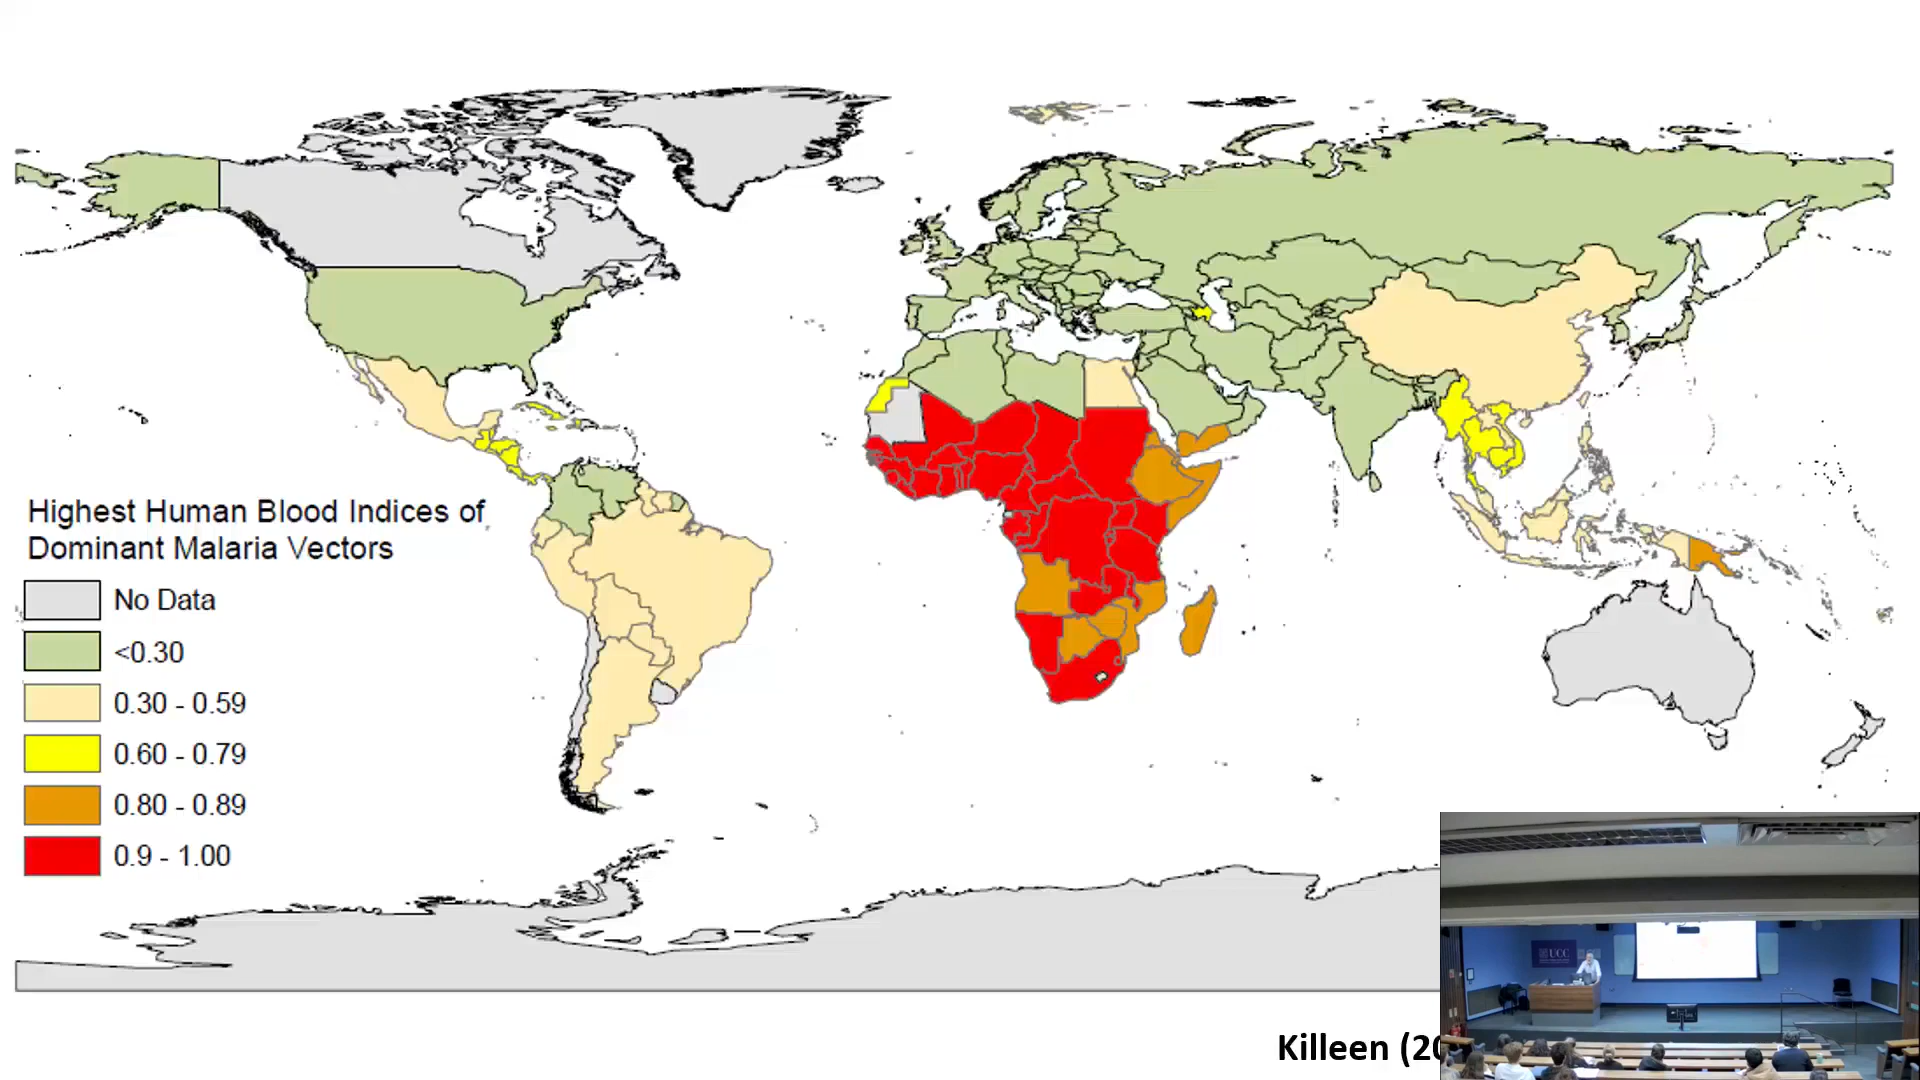 Highest Human Blood Indices of
Dominant Malaria Vectors
No Data
<0.30
0.30 - 0.59
0.60 - 0.79
0.80 - 0.89
0.9 - 1.00
Killeen (20
UCC